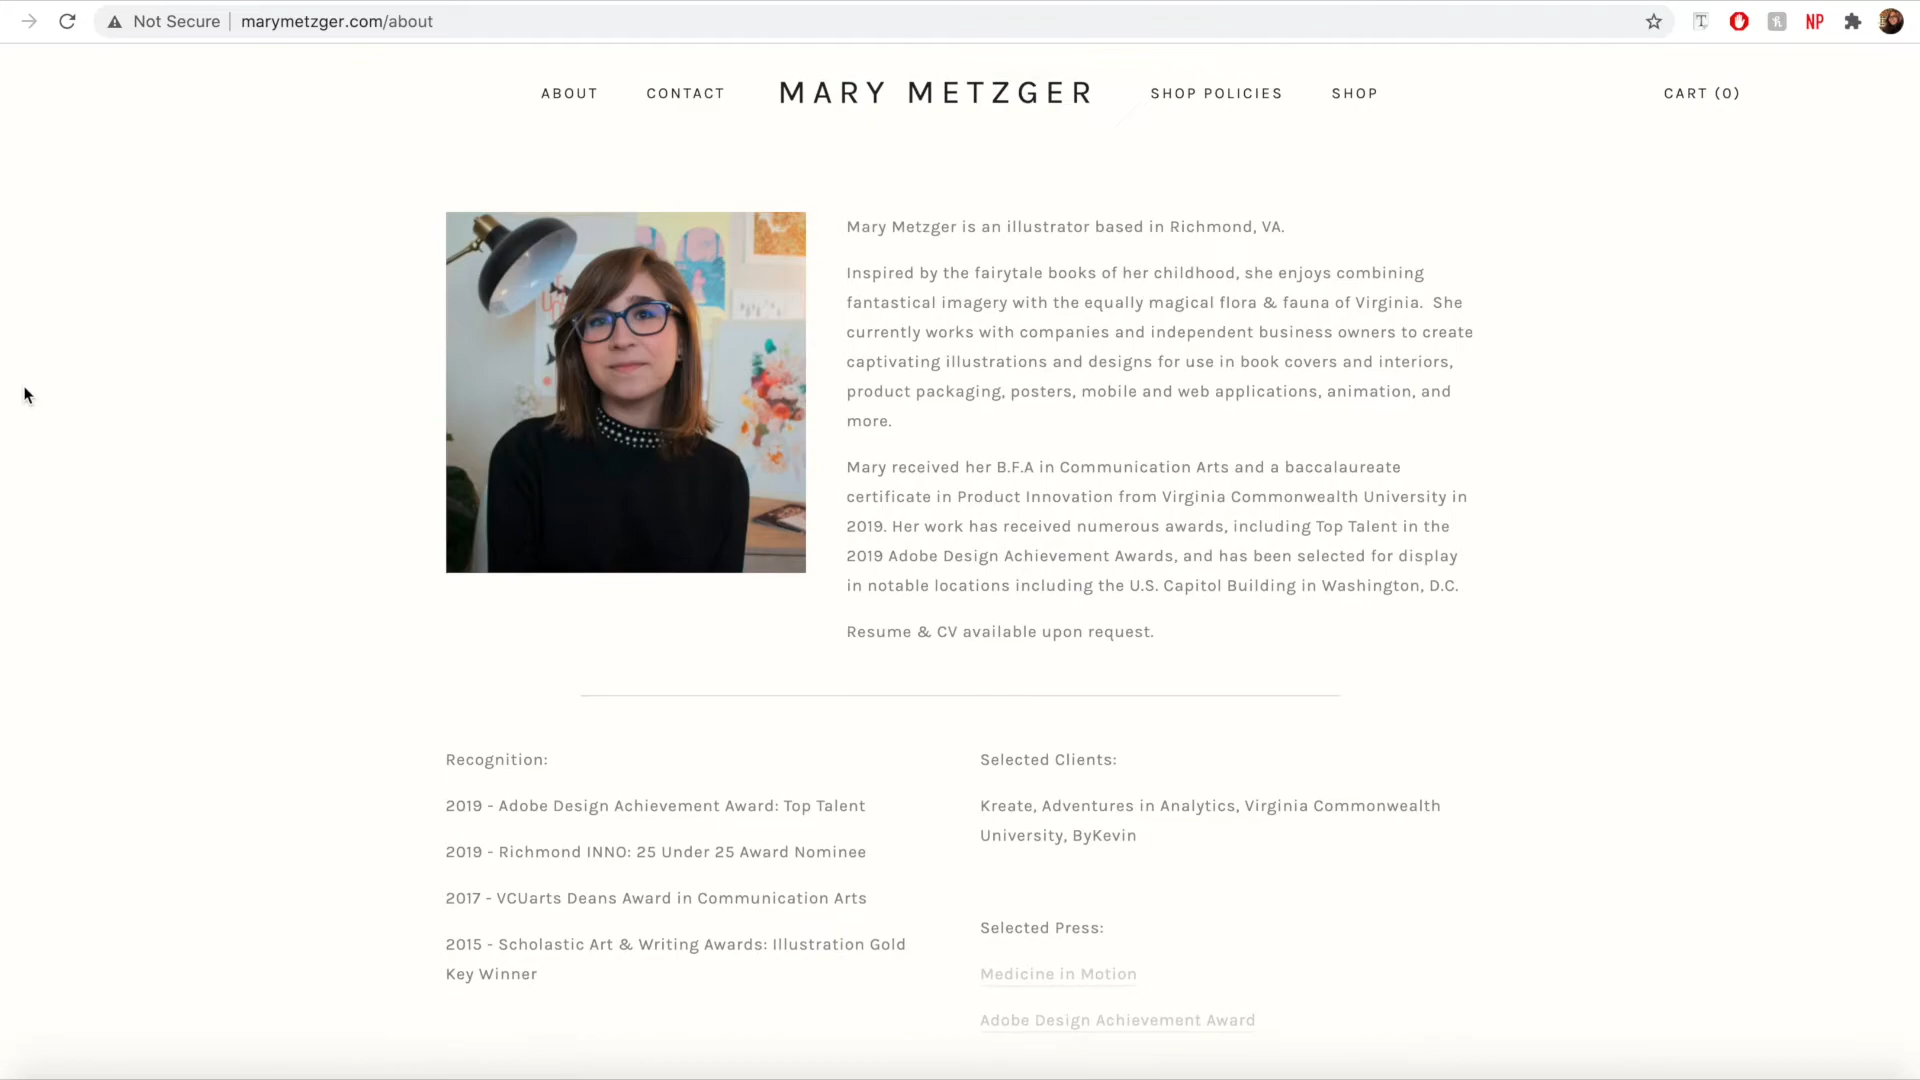 Not Secure | marymetzger.com/about
T
NP
ABOUT CONTACT MARY METZGER SHOP POLICIES SHOP CART (0)
Mary Metzger is an illustrator based in Richmond, VA.
Inspired by the fairytale books of her childhood, she enjoys combining
fantastical imagery with the equally magical flora & fauna of Virginia. She
currently works with companies and independent business owners to create
captivating illustrations and designs for use in book covers and interiors,
product packaging, posters, mobile and web applications, animation, and
more.
Mary received her B.F.A in Communication Arts and a baccalaureate
certificate in Product Innovation from Virginia Commonwealth University in
2019. Her work has received numerous awards, including Top Talent in the
2019 Adobe Design Achievement Awards, and has been selected for display
in notable locations including the U.S. Capitol Building in Washington, D.C.
Resume & CV available upon request.
Recognition:
2019 - Adobe Design Achievement Award: Top Talent
2019 - Richmond INNO: 25 Under 25 Award Nominee
2017 - VCUarts Deans Award in Communication Arts
2015 - Scholastic Art & Writing Awards: Illustration Gold
Key Winner
Selected Clients:
Kreate, Adventures in Analytics, Virginia Commonwealth
University, ByKevin
Selected Press:
Medicine in Motion
Adobe Design Achievement Award